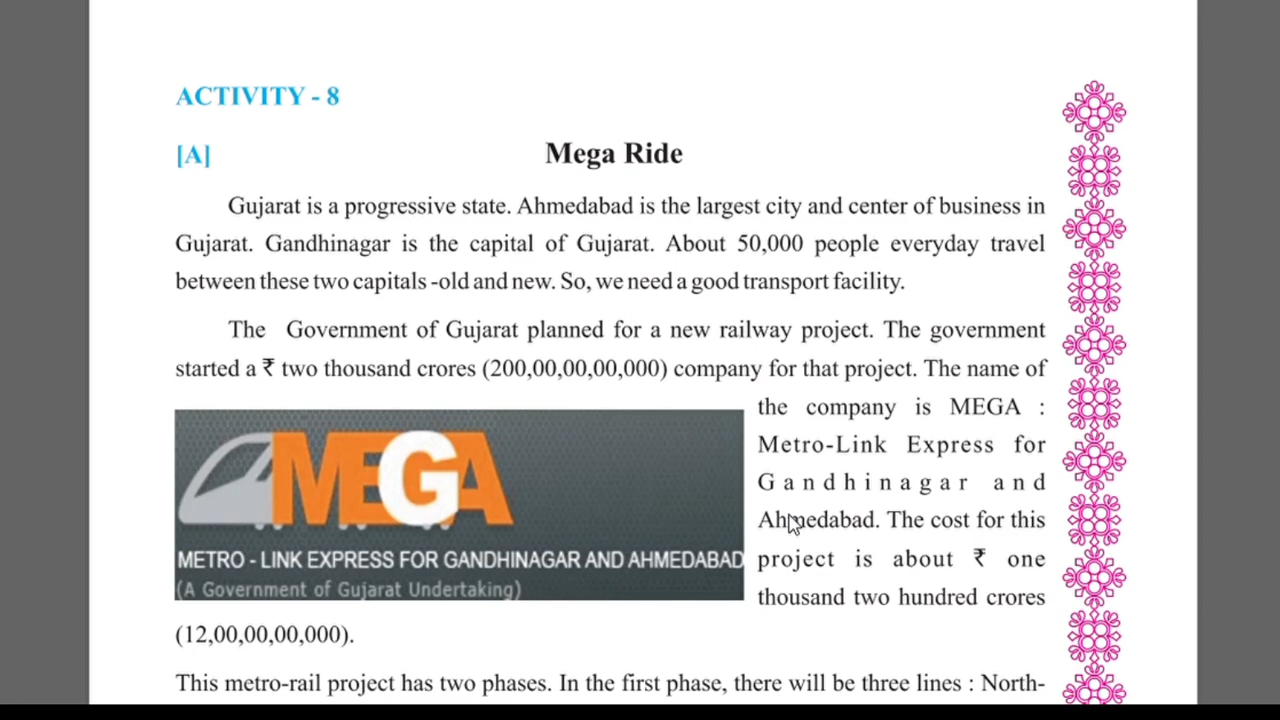 ACTIVITY - 8
[A] Mega Ride
Gujarat is a progressive state. Ahmedabad is the largest city and center of business in
Gujarat. Gandhinagar is the capital of Gujarat. About 50,000 people everyday travel
between these two capitals -old and new. So, we need a good transport facility.
The Government of Gujarat planned for a new railway project. The government
started a ₹ two thousand crores (200,00,00,00,000) company for that project. The name of
the company is MEGA :
Metro-Link Express for
Gandhinagar and
Ahmedabad. The cost for this
project is about ₹ one
thousand two hundred crores
MEGA
METRO - LINK EXPRESS FOR GANDHINAGAR AND AHMEDABAD
(A Government of Gujarat Undertaking)
(12,00,00,00,000).
This metro-rail project has two phases. In the first phase, there will be three lines : North-